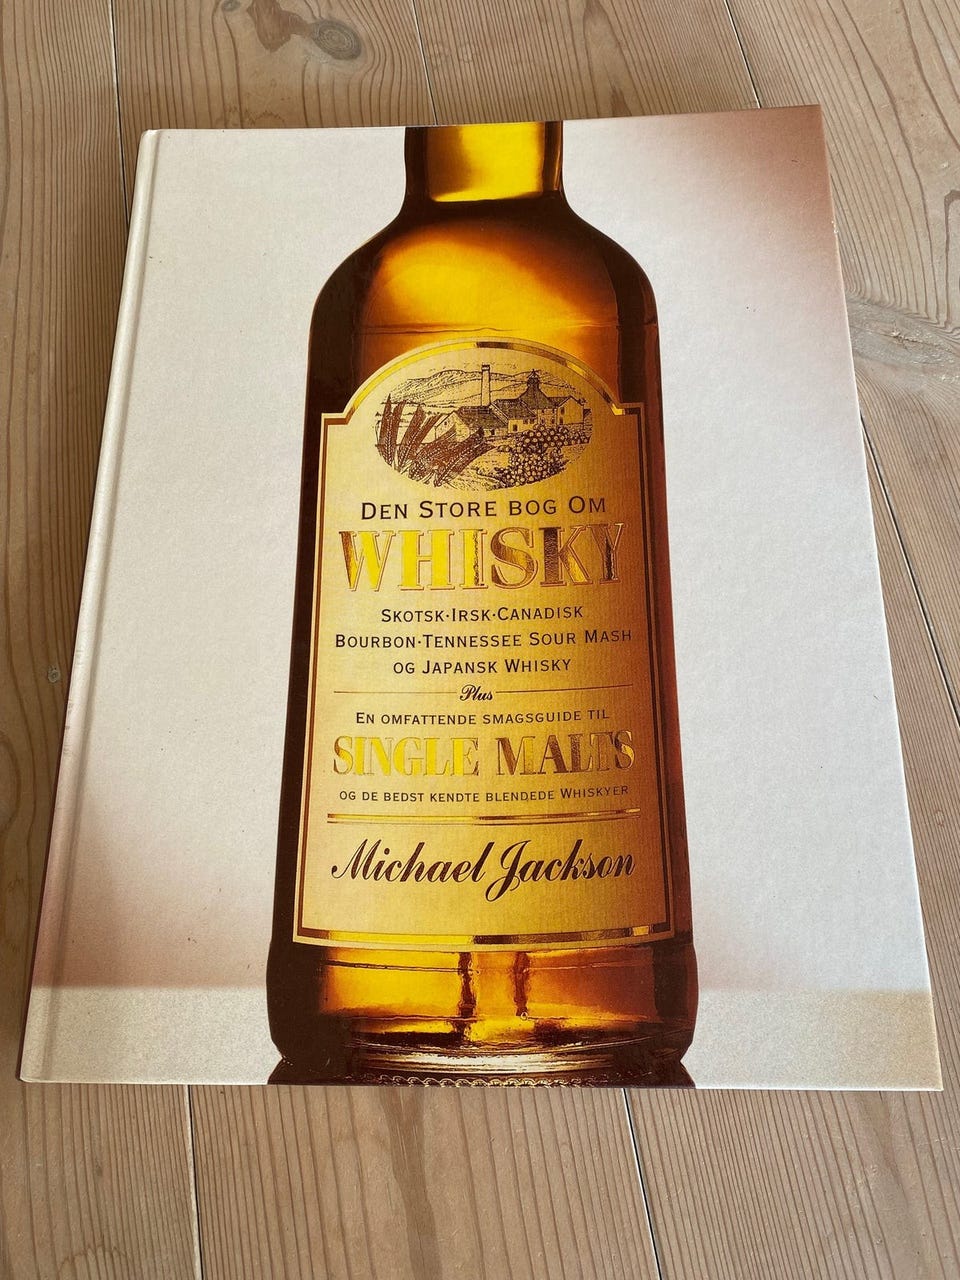 DEN STORE BOG OM
WHISKY
SKOTSK·IRSK·CANADISK
BOURBON·TENNESSEE SOUR MASH
OG JAPANSK WHISKY
Plus
EN OMFATTENDE SMAGSGUIDE TIL
SINGLE MALTS
OG DE BEDST KENDTE BLENDEDE WHISKYER
Michael Jackson